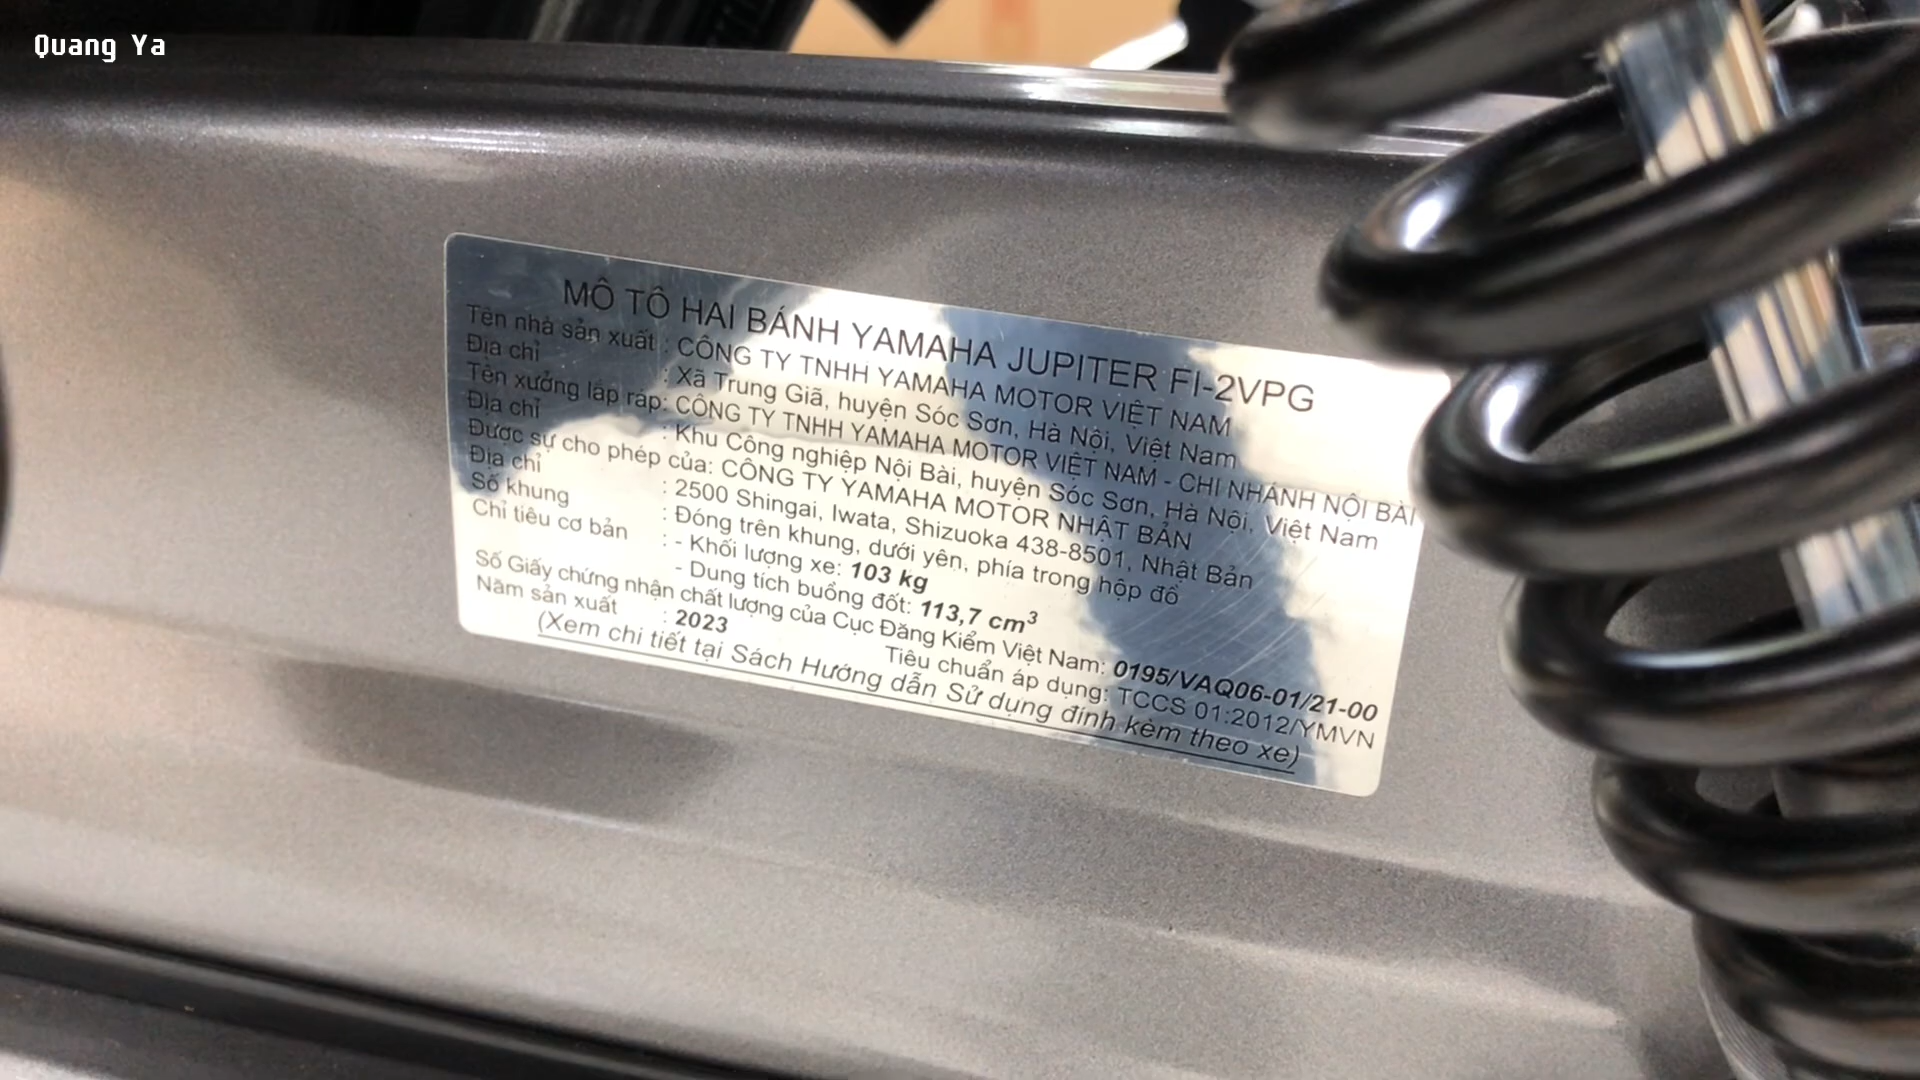 Quang Ya
MÔ TÔ HAI BÁNH YAMAHA JUPITER FI-2VPG
Tên nhà sản xuất : CÔNG TY TNHH YAMAHA MOTOR VIỆT NAM
Địa chỉ : Xã Trung Giã, huyện Sóc Sơn, Hà Nội, Việt Nam
Tên xưởng lắp ráp: CÔNG TY TNHH YAMAHA MOTOR VIỆT NAM - CHI NHÁNH NỘI BÀI
Địa chỉ : Khu Công nghiệp Nội Bài, huyện Sóc Sơn, Hà Nội, Việt Nam
Được sự cho phép của: CÔNG TY YAMAHA MOTOR NHẬT BẢN
Địa chỉ : 2500 Shingai, Iwata, Shizuoka 438-8501, Nhật Bản
Số khung : Đóng trên khung, dưới yên, phía trong hộp đồ
Chỉ tiêu cơ bản : - Khối lượng xe: 103 kg
- Dung tích buồng đốt: 113,7 cm³
Số Giấy chứng nhận chất lượng của Cục Đăng Kiểm Việt Nam: 0195/VAQ06-01/21-00
Năm sản xuất : 2023 Tiêu chuẩn áp dụng: TCCS 01:2012/YMVN
(Xem chi tiết tại Sách Hướng dẫn Sử dụng đính kèm theo xe)